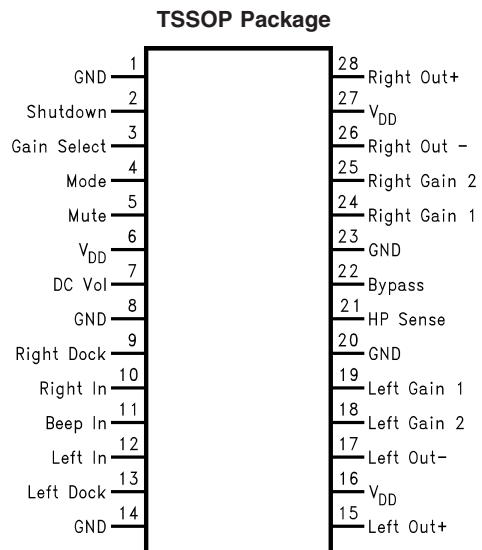 TSSOP Package
GND 1 28 Right Out+
Shutdown 2 27 VDD
Gain Select 3 26 Right Out -
Mode 4 25 Right Gain 2
Mute 5 24 Right Gain 1
VDD 6 23 GND
DC Vol 7 22 Bypass
GND 8 21 HP Sense
Right Dock 9 20 GND
Right In 10 19 Left Gain 1
Beep In 11 18 Left Gain 2
Left In 12 17 Left Out-
Left Dock 13 16 VDD
GND 14 15 Left Out+